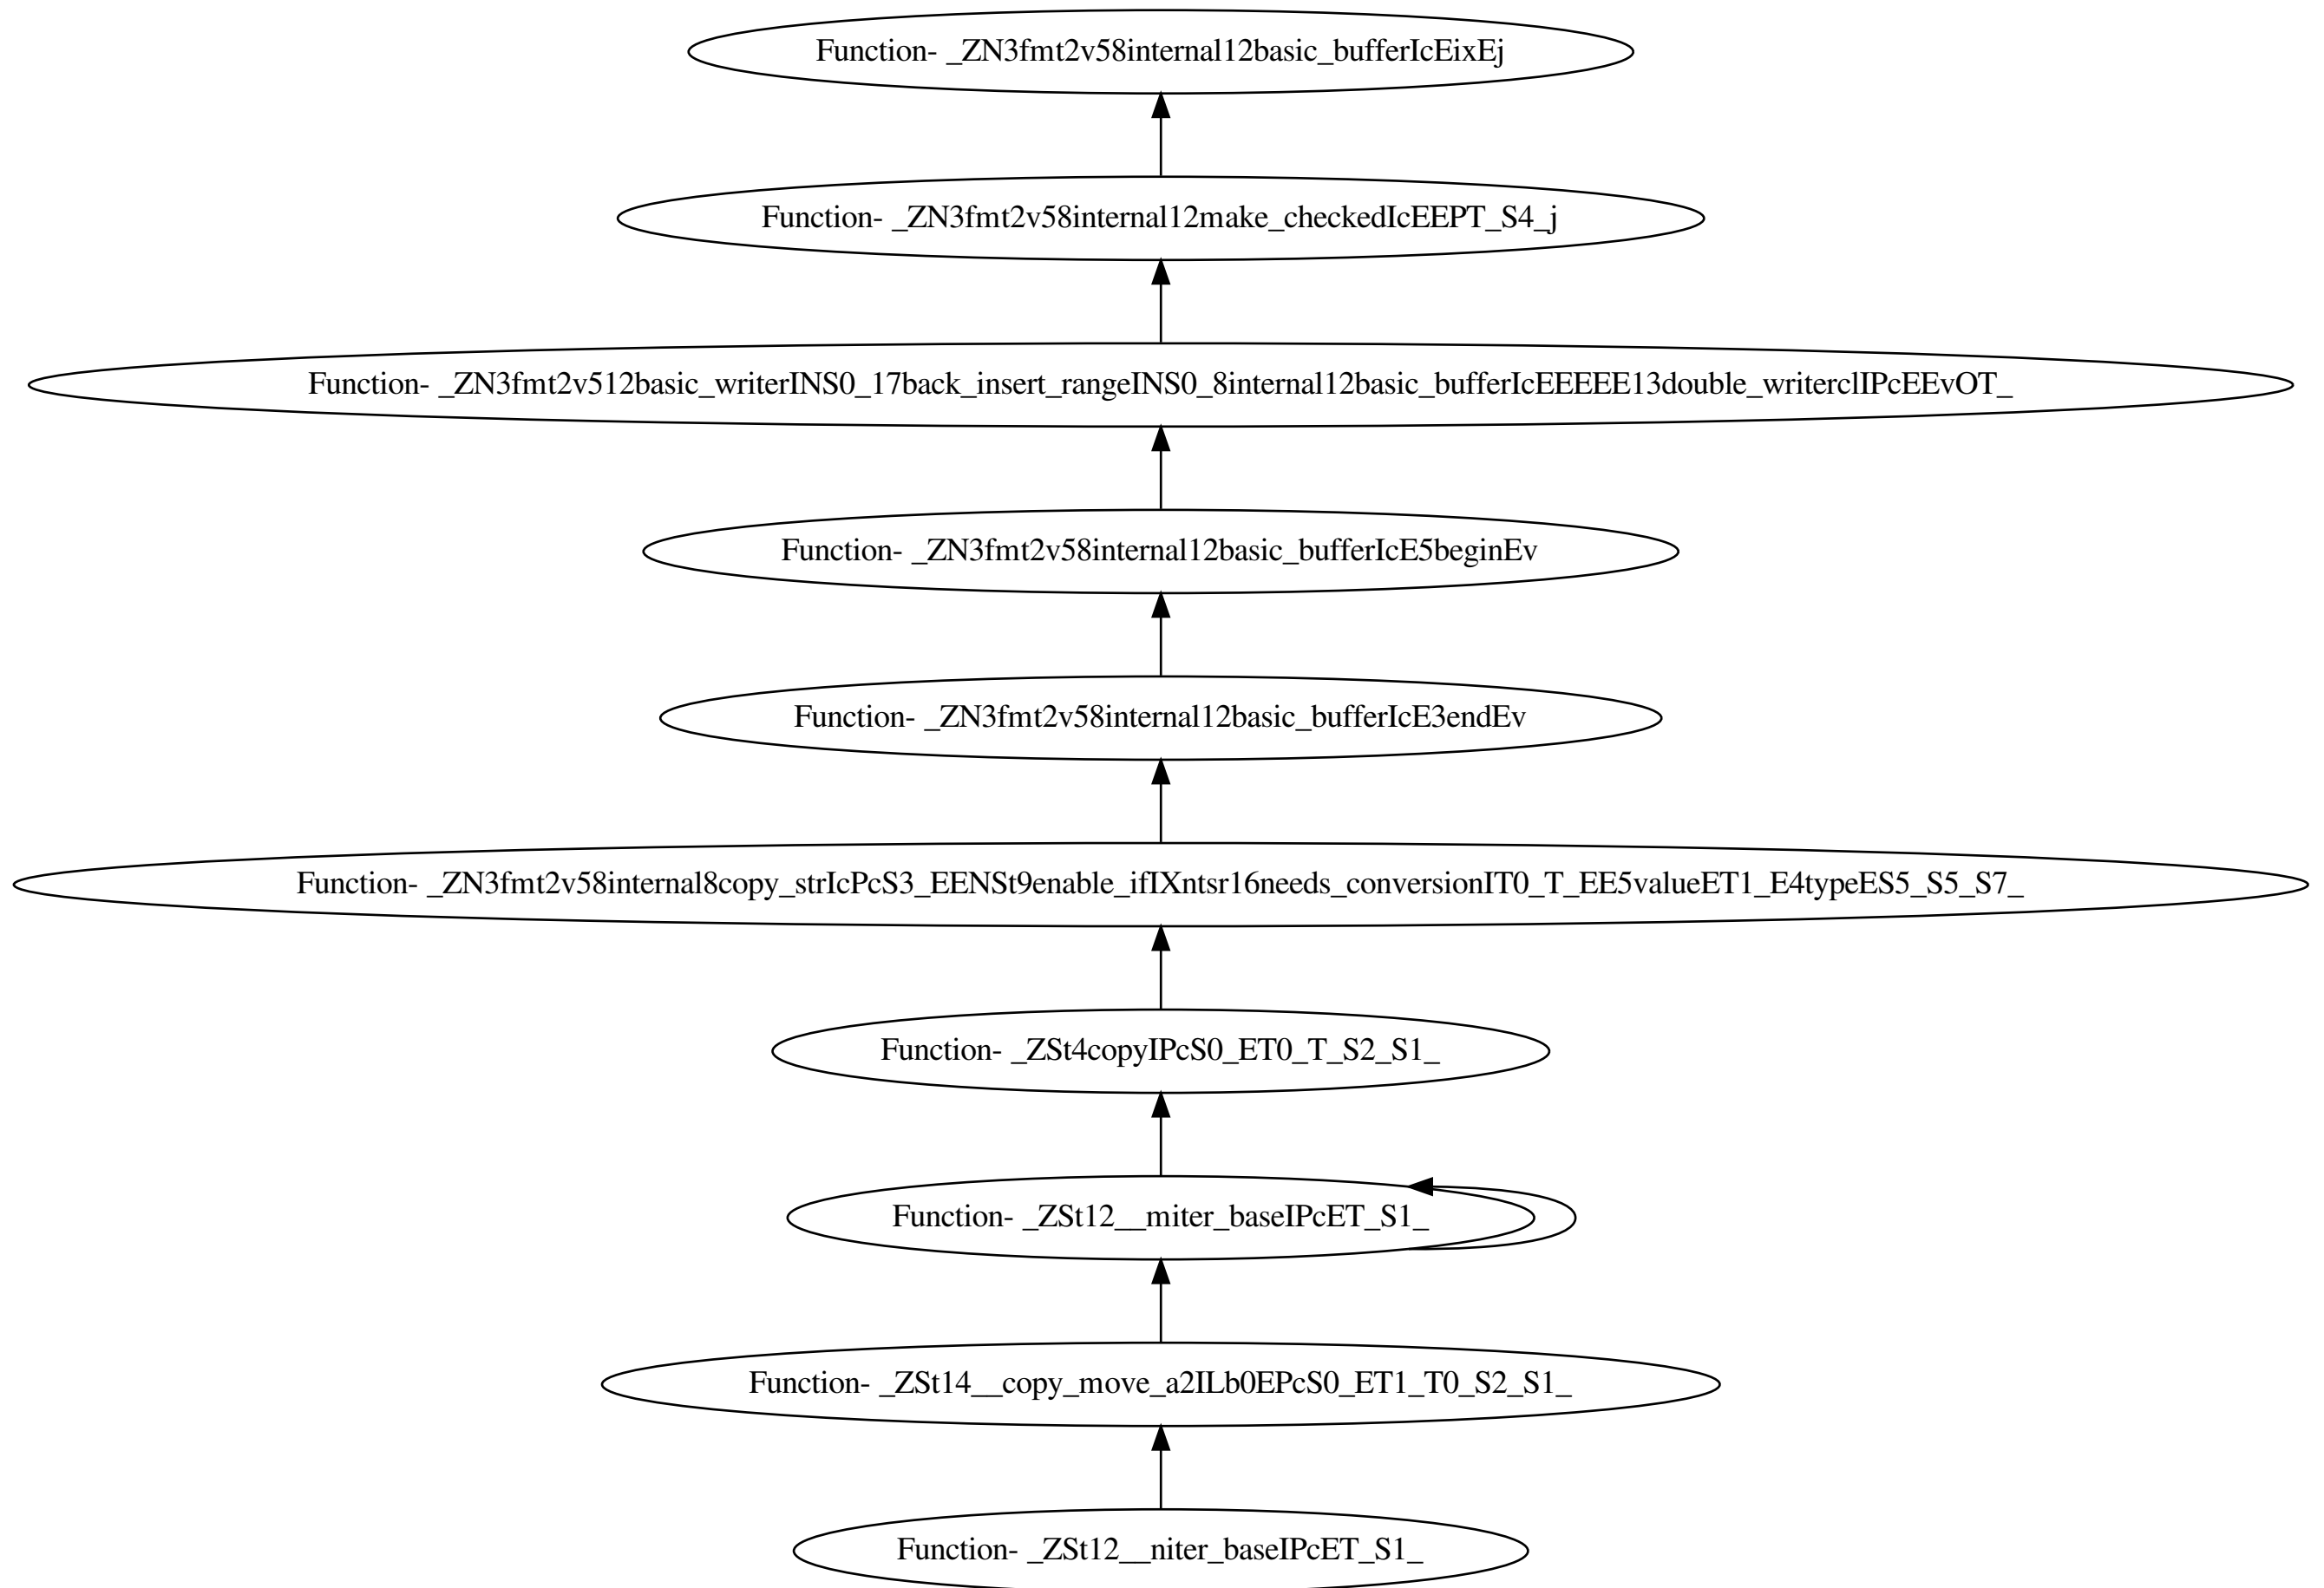 Function- _ZN3fmt2v58internal12basic_bufferIcEixEj
Function- _ZN3fmt2v58internal12make_checkedIcEEPT_S4_j
Function- _ZN3fmt2v512basic_writerINS0_17back_insert_rangeINS0_8internal12basic_bufferIcEEEEE13double_writerclIPcEEvOT_
Function- _ZN3fmt2v58internal12basic_bufferIcE5beginEv
Function- _ZN3fmt2v58internal12basic_bufferIcE3endEv
Function- _ZN3fmt2v58internal8copy_strIcPcS3_EENSt9enable_ifIXntsr16needs_conversionIT0_T_EE5valueET1_E4typeES5_S5_S7_
Function- _ZSt4copyIPcS0_ET0_T_S2_S1_
Function- _ZSt12__miter_baseIPcET_S1_
Function- _ZSt14__copy_move_a2ILb0EPcS0_ET1_T0_S2_S1_
Function- _ZSt12__niter_baseIPcET_S1_